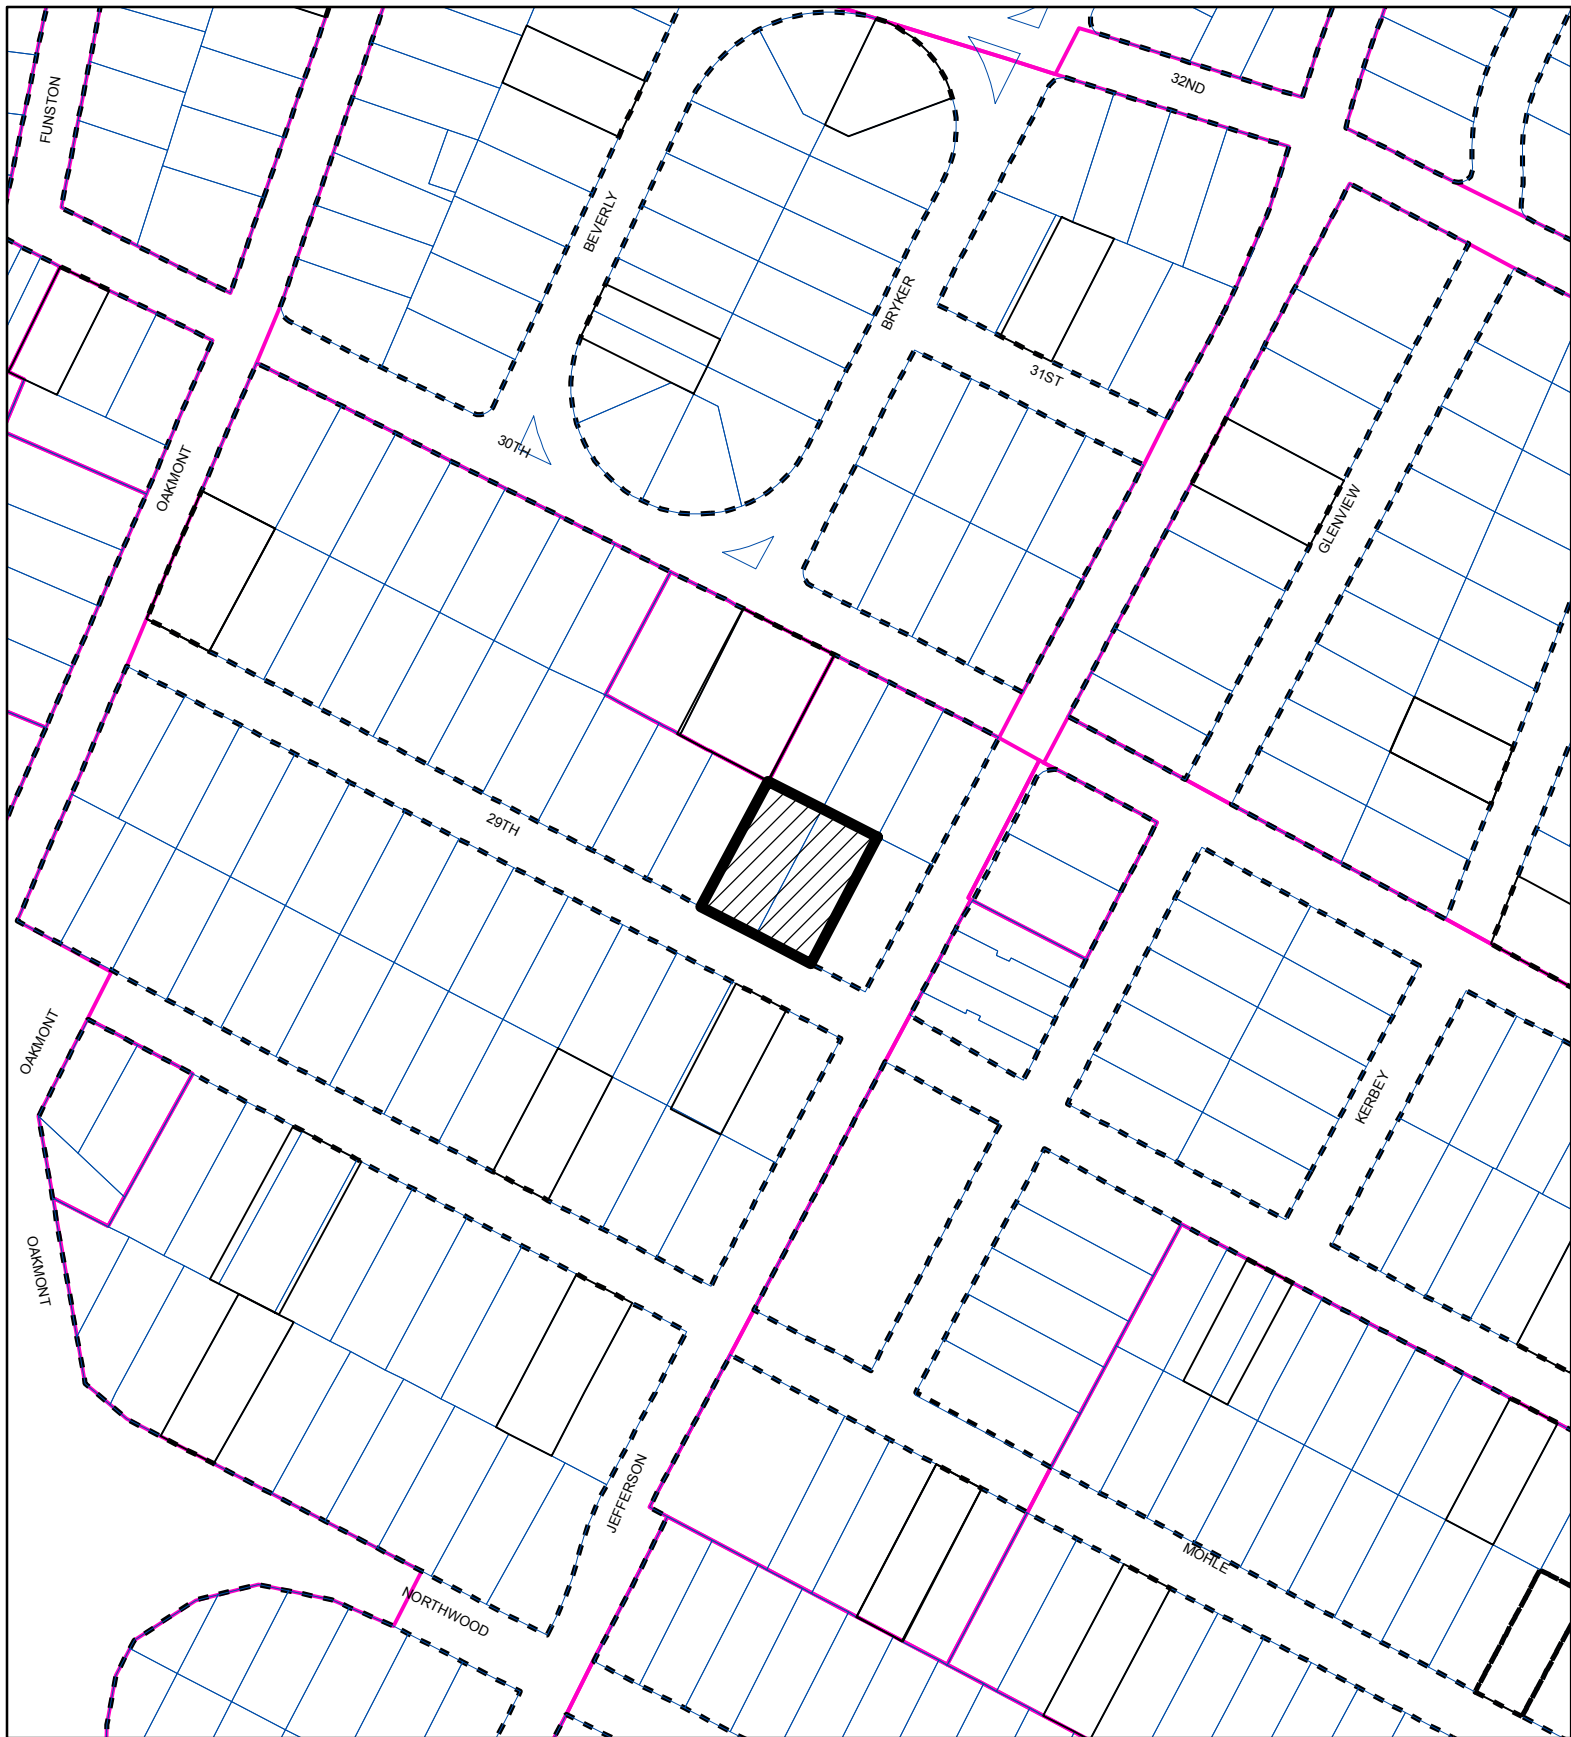 32ND
FUNSTON
BEVERLY
BRYKER
31ST
30TH
OAKMONT
GLENVIEW
29TH
OAKMONT
KERBEY
OAKMONT
JEFFERSON
MOHLE
NORTHWOOD